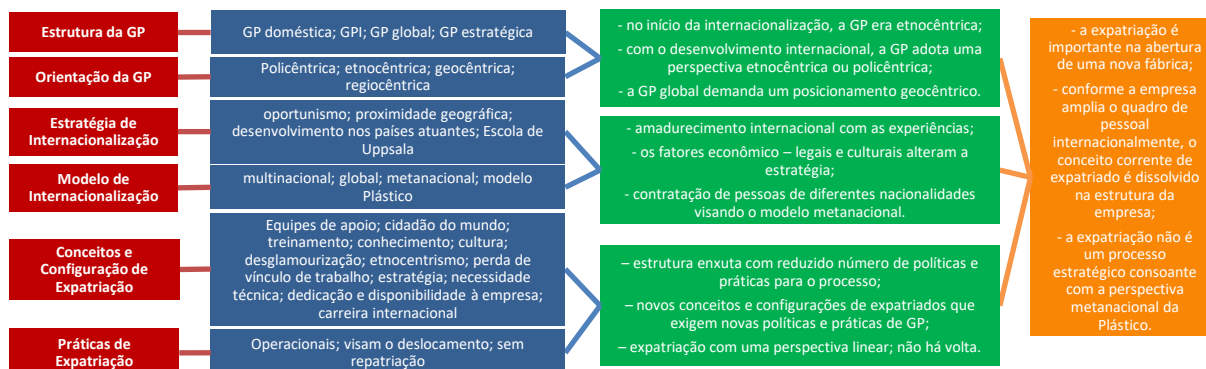 Estrutura da GP
GP doméstica; GPI; GP global; GP estratégica
Orientação da GP
Policêntrica; etnocêntrica; geocêntrica;
regiocêntrica
- no início da internacionalização, a GP era etnocêntrica;
- com o desenvolvimento internacional, a GP adota uma
perspectiva etnocêntrica ou policêntrica;
- a GP global demanda um posicionamento geocêntrico.
Estratégia de
Internacionalização
oportunismo; proximidade geográfica;
desenvolvimento nos países atuantes; Escola de
Uppsala
Modelo de
Internacionalização
multinacional; global; metanacional; modelo
Plástico
- amadurecimento internacional com as experiências;
- os fatores econômico – legais e culturais alteram a
estratégia;
- contratação de pessoas de diferentes nacionalidades
visando o modelo metanacional.
Conceitos e
Configuração de
Expatriação
Equipes de apoio; cidadão do mundo;
treinamento; conhecimento; cultura;
desglamourização; etnocentrismo; perda de
vínculo de trabalho; estratégia; necessidade
técnica; dedicação e disponibilidade à empresa;
carreira internacional
Práticas de
Expatriação
Operacionais; visam o deslocamento; sem
repatriação
– estrutura enxuta com reduzido número de políticas e
práticas para o processo;
– novos conceitos e configurações de expatriados que
exigem novas políticas e práticas de GP;
– expatriação com uma perspectiva linear; não há volta.
- a expatriação é
importante na abertura
de uma nova fábrica;
- conforme a empresa
amplia o quadro de
pessoal
internacionalmente, o
conceito corrente de
expatriado é dissolvido
na estrutura da
empresa;
- a expatriação não é
um processo
estratégico consoante
com a perspectiva
metanacional da
Plástico.